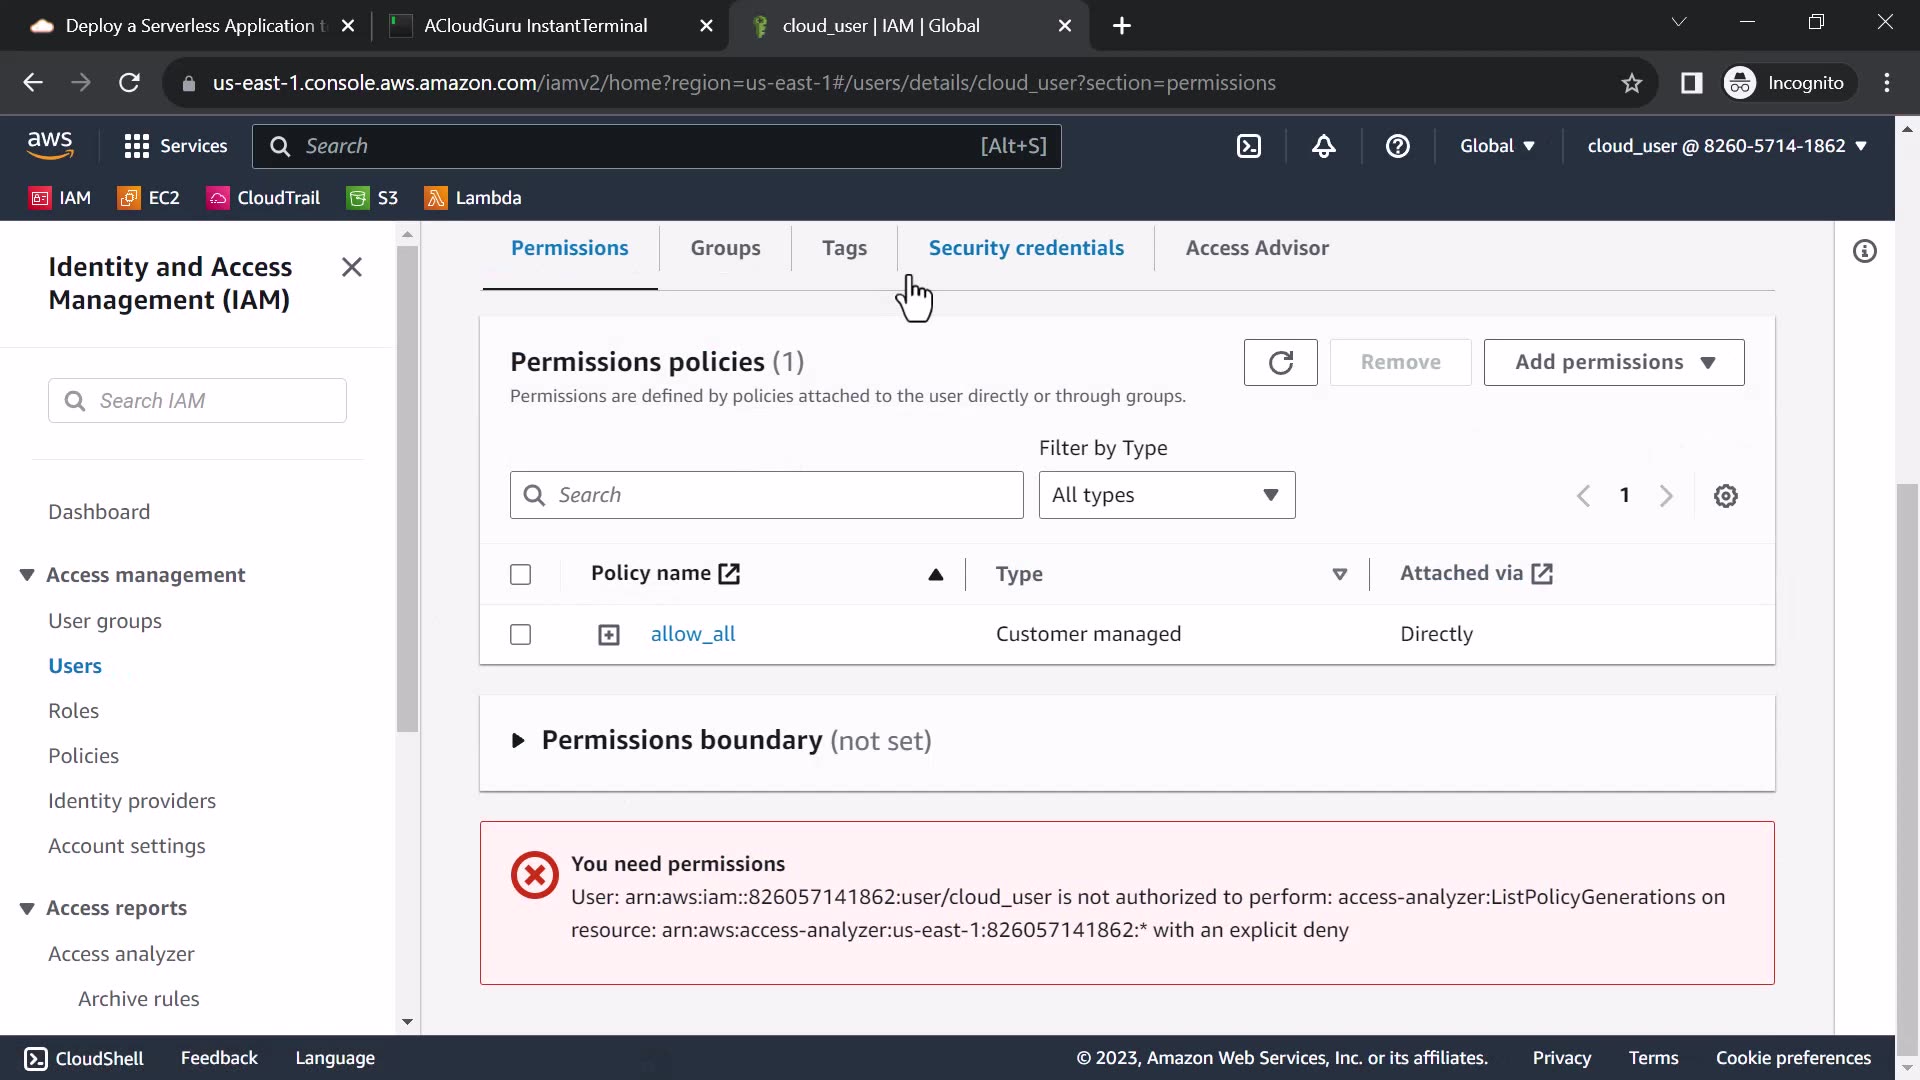 Deploy a Serverless Application t
ACloudGuru InstantTerminal
cloud_user | IAM | Global
us-east-1.console.aws.amazon.com/iamv2/home?region=us-east-1#/users/details/cloud_user?section=permissions
Incognito
aws
Services
Search
[Alt+S]
Global
cloud_user @ 8260-5714-1862
IAM
EC2
CloudTrail
S3
Lambda
Identity and Access
Management (IAM)
Search IAM
Dashboard
Access management
User groups
Users
Roles
Policies
Identity providers
Account settings
Access reports
Access analyzer
Archive rules
Permissions
Groups
Tags
Security credentials
Access Advisor
Permissions policies (1)
Remove
Add permissions
Permissions are defined by policies attached to the user directly or through groups.
Filter by Type
Search
All types
1
Policy name
Type
Attached via
allow_all
Customer managed
Directly
Permissions boundary (not set)
You need permissions
User: arn:aws:iam::826057141862:user/cloud_user is not authorized to perform: access-analyzer:ListPolicyGenerations on
resource: arn:aws:access-analyzer:us-east-1:826057141862:* with an explicit deny
CloudShell
Feedback
Language
© 2023, Amazon Web Services, Inc. or its affiliates.
Privacy
Terms
Cookie preferences